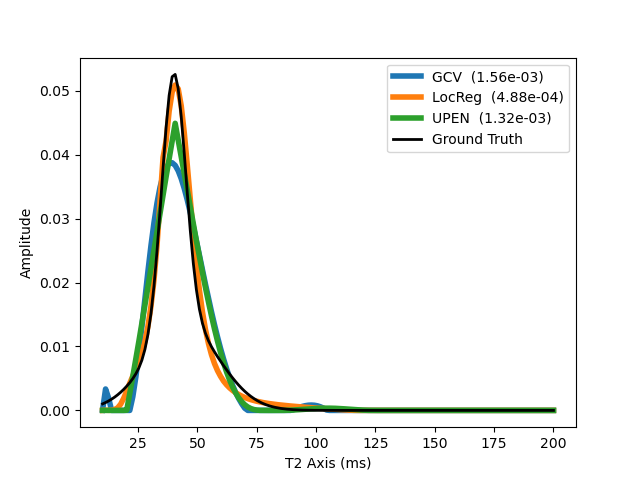 GCV (1.56e-03)
LocReg (4.88e-04)
UPEN (1.32e-03)
Ground Truth
0.05
0.04
0.03
0.02
0.01
0.00
Amplitude
25 50 75 100 125 150 175 200
T2 Axis (ms)